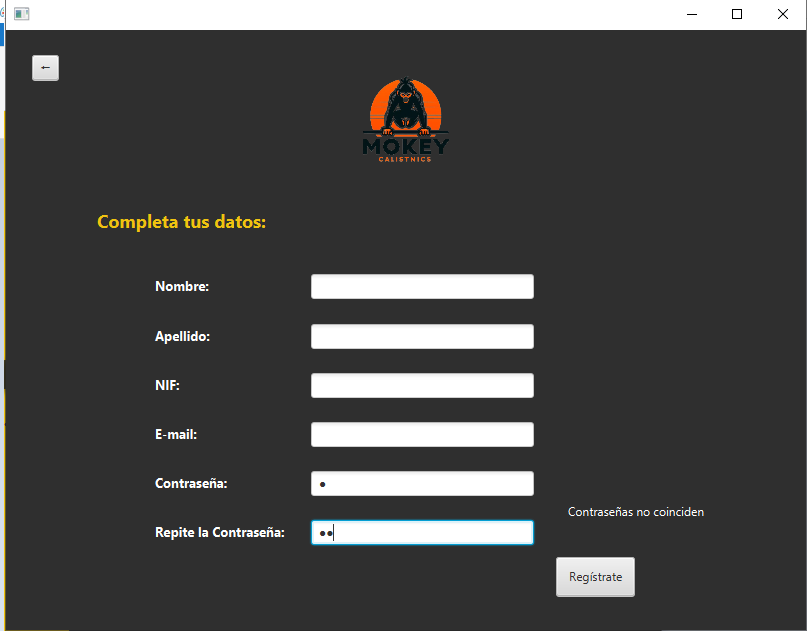 ←
MOKEY
CALISTNICS
Completa tus datos:
Nombre:
Apellido:
NIF:
E-mail:
Contraseña:
Contraseñas no coinciden
Repite la Contraseña:
Regístrate